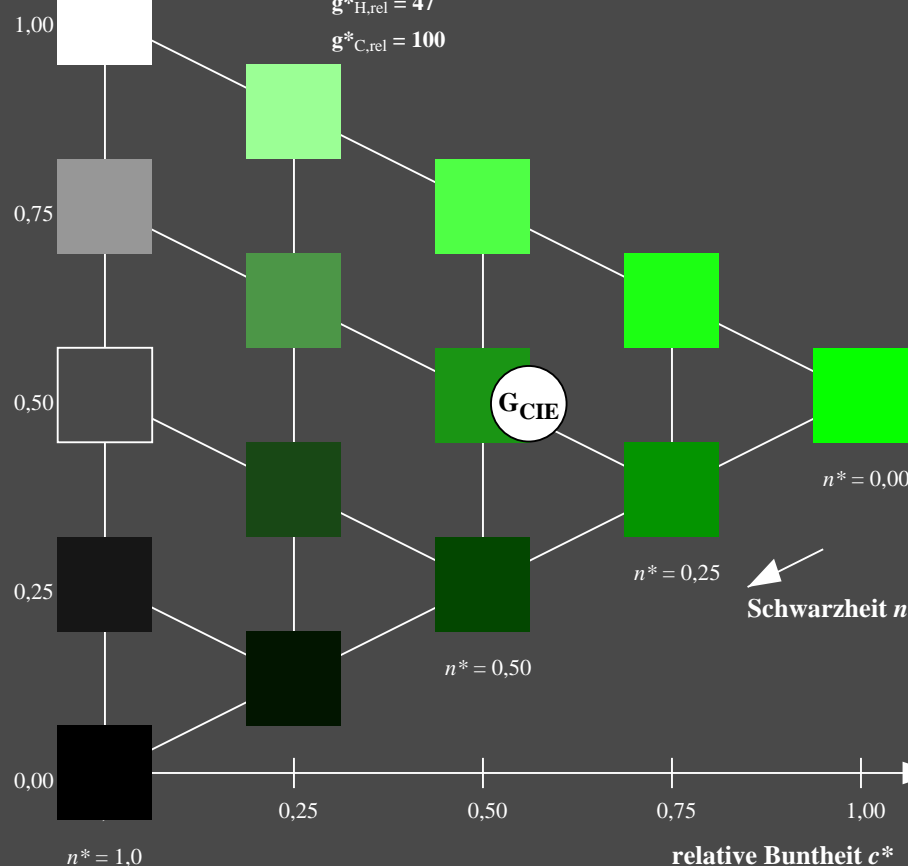 g*H,rel = 47
1,00
g*C,rel = 100
0,75
0,50
GCIE
n* = 0,00
n* = 0,25
0,25
Schwarzheit n
n* = 0,50
0,00
0,25
0,50
0,75
1,00
n* = 1,0
relative Buntheit c*